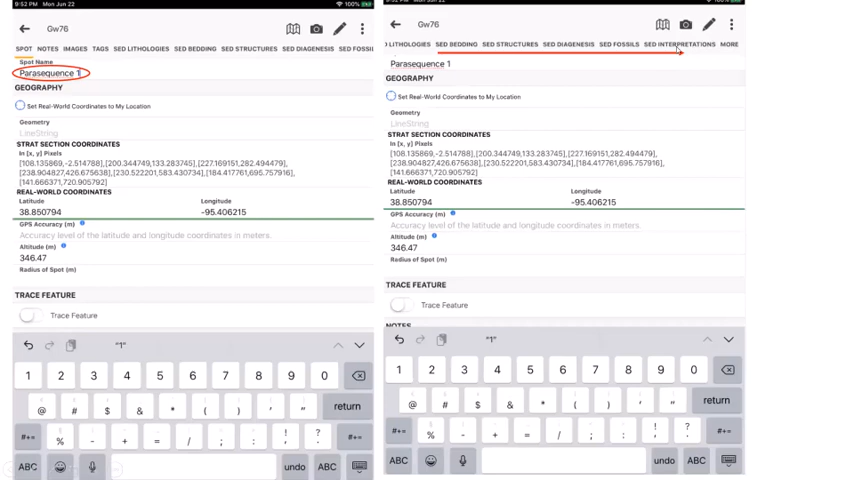 9:52 PM Mon Jun 22
100%
Gw76
SPOT NOTES IMAGES TAGS SED LITHOLOGIES SED BEDDING SED STRUCTURES SED DIAGENESIS SED FOSSI
Spot Name
Parasequence 1
GEOGRAPHY
Set Real-World Coordinates to My Location
Geometry
LineString
STRAT SECTION COORDINATES
In [x, y] Pixels
[108.135869,-2.514788],[200.344749,133.283745],[227.169151,282.494479],
[238.904827,426.675638],[230.522201,583.430734],[184.417761,695.757916],
[141.666371,720.905792]
REAL-WORLD COORDINATES
Latitude Longitude
38.850794 -95.406215
GPS Accuracy (m)
Accuracy level of the latitude and longitude coordinates in meters.
Altitude (m)
346.47
Radius of Spot (m)
TRACE FEATURE
Trace Feature
"1"
1 2 3 4 5 6 7 8 9 0
@ # $ & * ( ) ' " return
#+= % - + = / ; : ! ? #+=
ABC undo ABC
9:52 PM Mon Jun 22
100%
Gw76
D LITHOLOGIES SED BEDDING SED STRUCTURES SED DIAGENESIS SED FOSSILS SED INTERPRETATIONS MORE
Parasequence 1
GEOGRAPHY
Set Real-World Coordinates to My Location
Geometry
LineString
STRAT SECTION COORDINATES
In [x, y] Pixels
[108.135869,-2.514788],[200.344749,133.283745],[227.169151,282.494479],
[238.904827,426.675638],[230.522201,583.430734],[184.417761,695.757916],
[141.666371,720.905792]
REAL-WORLD COORDINATES
Latitude Longitude
38.850794 -95.406215
GPS Accuracy (m)
Accuracy level of the latitude and longitude coordinates in meters.
Altitude (m)
346.47
Radius of Spot (m)
TRACE FEATURE
Trace Feature
NOTES
"1"
1 2 3 4 5 6 7 8 9 0
@ # $ & * ( ) ' " return
#+= % - + = / ; : ! ? #+=
ABC undo ABC